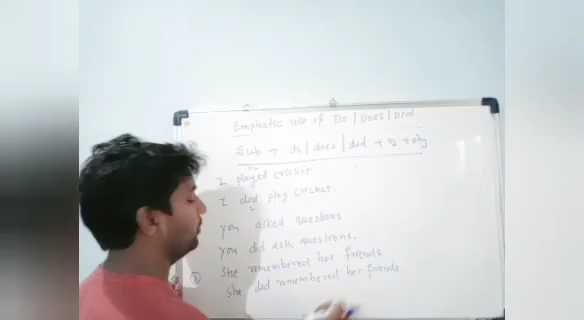 Emphatic use of Do / Does / Did
Sub + do / does / did + V1 + obj
I played cricket
I did play cricket.
you asked questions
you did ask questions.
She remembered her friends
She did remembered her friends